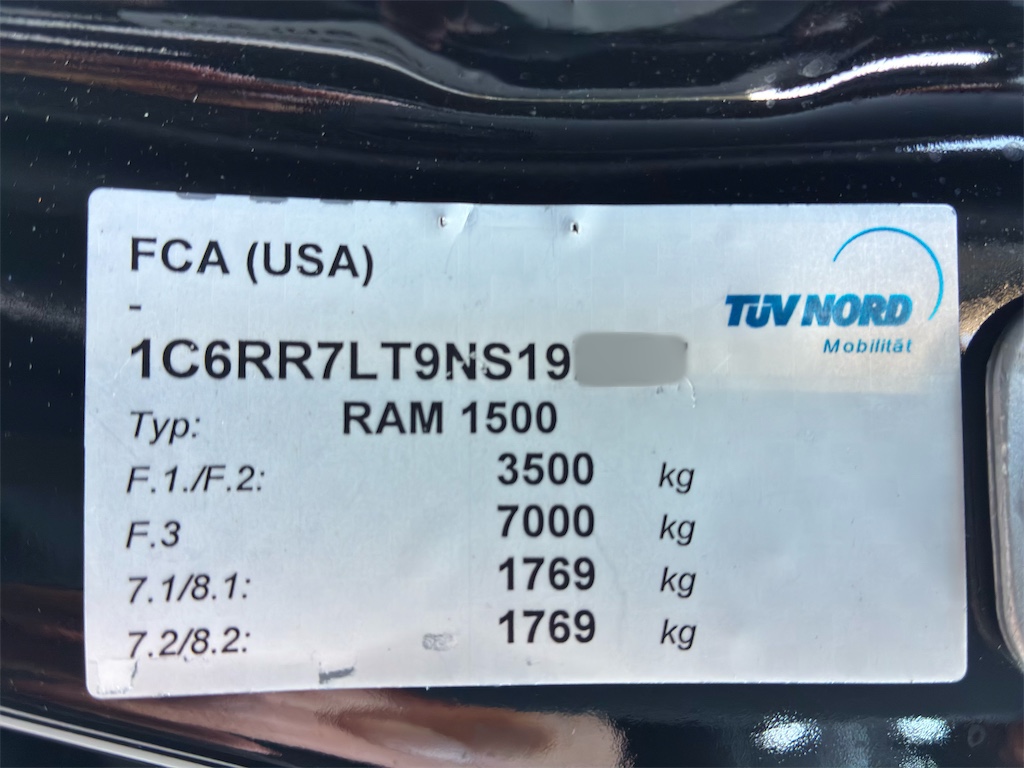 FCA (USA)
-
TÜV NORD
Mobilität
1C6RR7LT9NS19
Typ: RAM 1500
F.1./F.2: 3500 kg
F.3 7000 kg
7.1/8.1: 1769 kg
7.2/8.2: 1769 kg